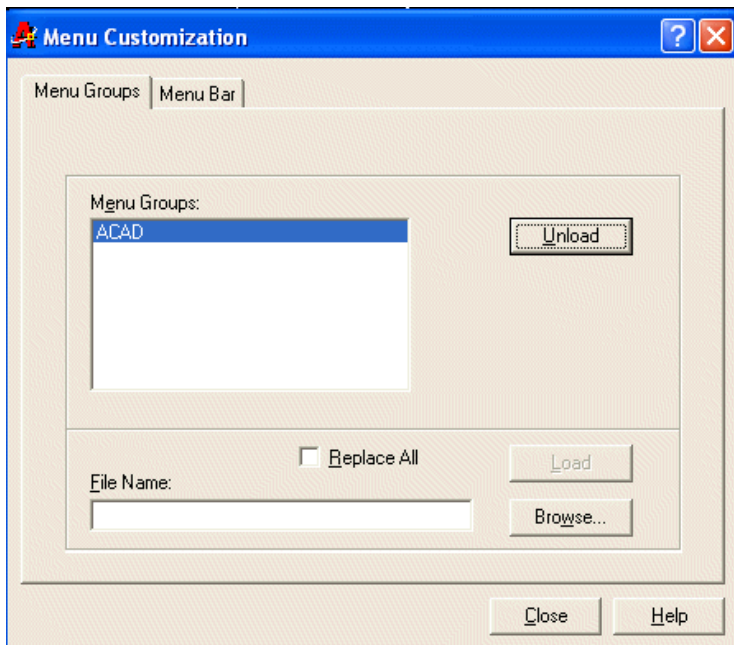 Menu Customization
Menu Groups Menu Bar
Menu Groups:
ACAD
Unload
Replace All
Load
File Name:
Browse...
Close Help